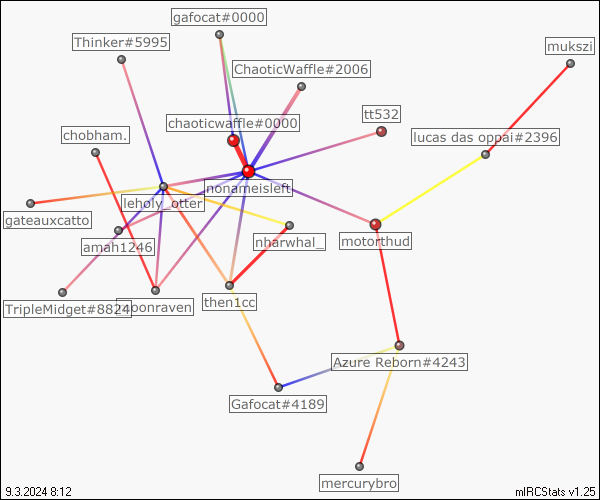 gafocat#0000
Thinker#5995
mukszi
ChaoticWaffle#2006
tt532
chaoticwaffle#0000
chobham.
lucas das oppai#2396
nonameisleft
leholy_otter
gateauxcatto
amah1246
nharwhal_
motorthud
TripleMidget#8824
oonraven
then1cc
Azure Reborn#4243
Gafocat#4189
mercurybro
9.3.2024 8:12
mIRCStats v1.25